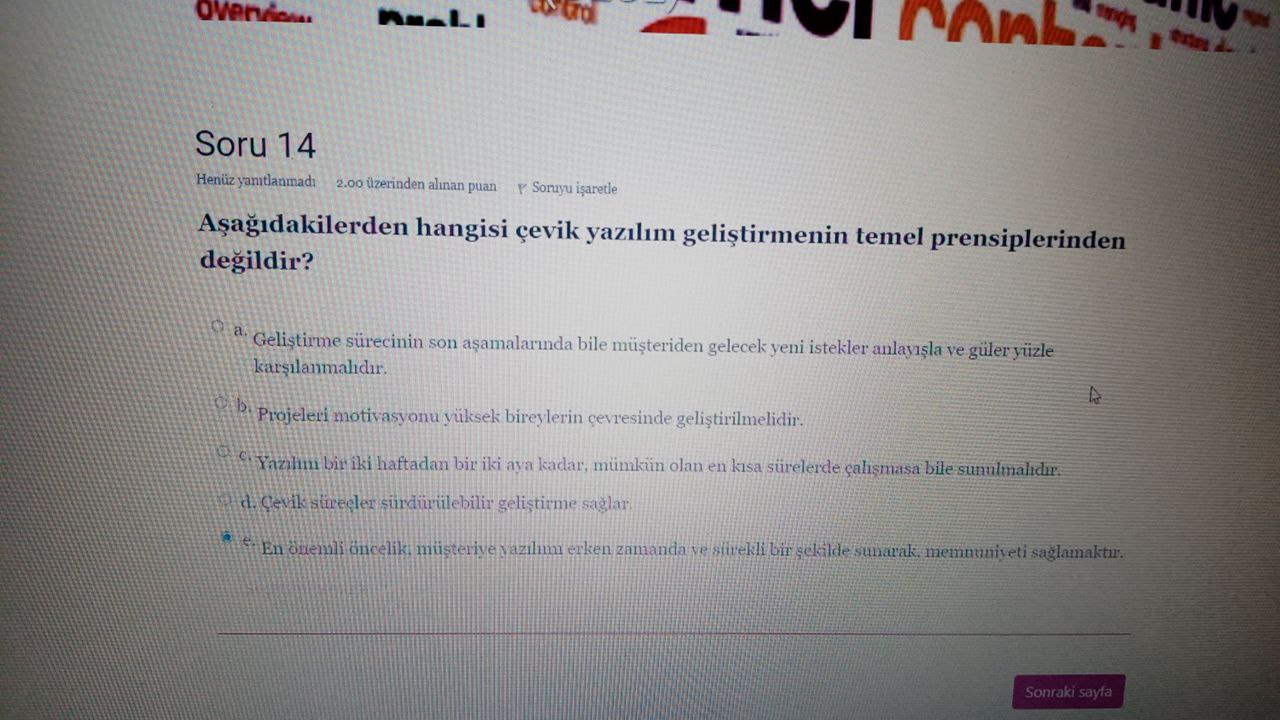 overview
control
Soru 14
Henüz yanıtlanmadı 2.00 üzerinden alınan puan Soruyu işaretle
Aşağıdakilerden hangisi çevik yazılım geliştirmenin temel prensiplerinden
değildir?
a. Geliştirme sürecinin son aşamalarında bile müşteriden gelecek yeni istekler anlayışla ve güler yüzle
karşılanmalıdır.
b. Projeleri motivasyonu yüksek bireylerin çevresinde geliştirilmelidir.
c. Yazılım bir iki haftadan bir iki aya kadar, mümkün olan en kısa sürelerde çalışmasa bile sunulmalıdır.
d. Çevik süreçler sürdürülebilir geliştirme sağlar.
e. En önemli öncelik, müşteriye yazılımı erken zamanda ve sürekli bir şekilde sunarak, memnuniyeti sağlamaktır.
Sonraki sayfa